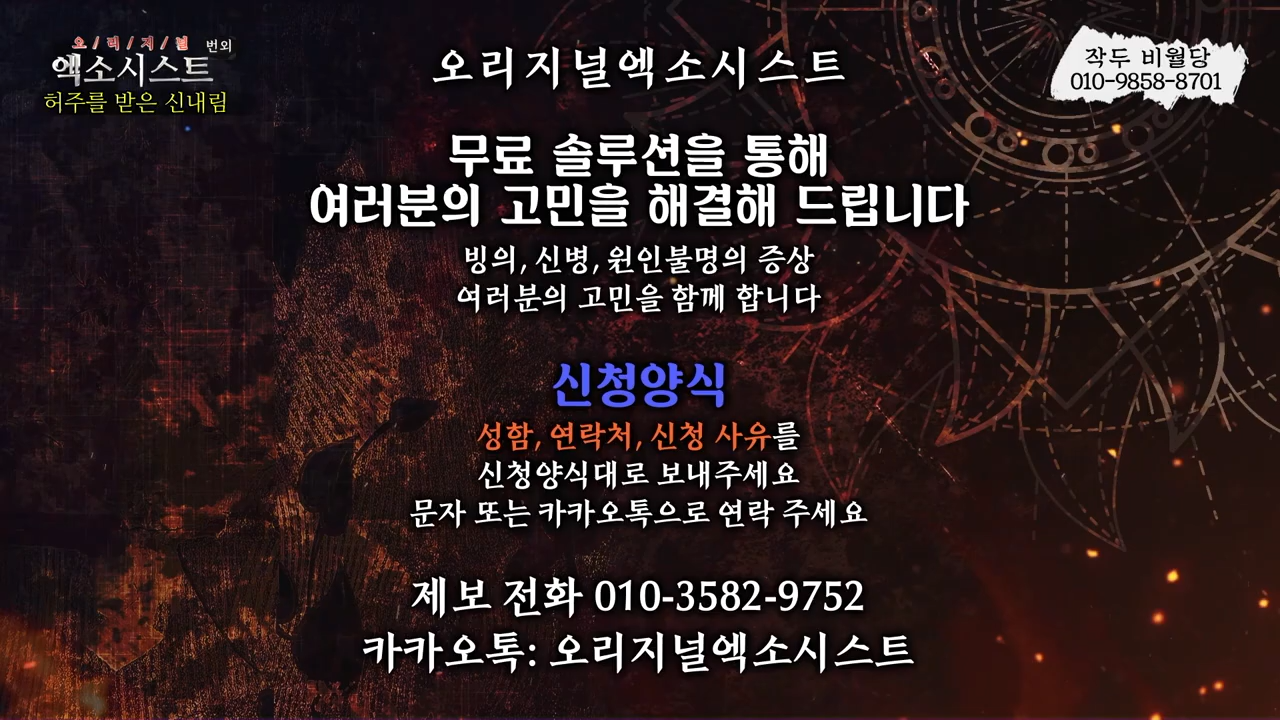 오/리/지/널 번외
엑소시스트
허주를 받은 신내림
작두 비월당
010-9858-8701
오리지널엑소시스트
무료 솔루션을 통해
여러분의 고민을 해결해 드립니다
빙의, 신병, 원인불명의 증상
여러분의 고민을 함께 합니다
신청양식
성함, 연락처, 신청 사유를
신청양식대로 보내주세요
문자 또는 카카오톡으로 연락 주세요
제보 전화 010-3582-9752
카카오톡: 오리지널엑소시스트